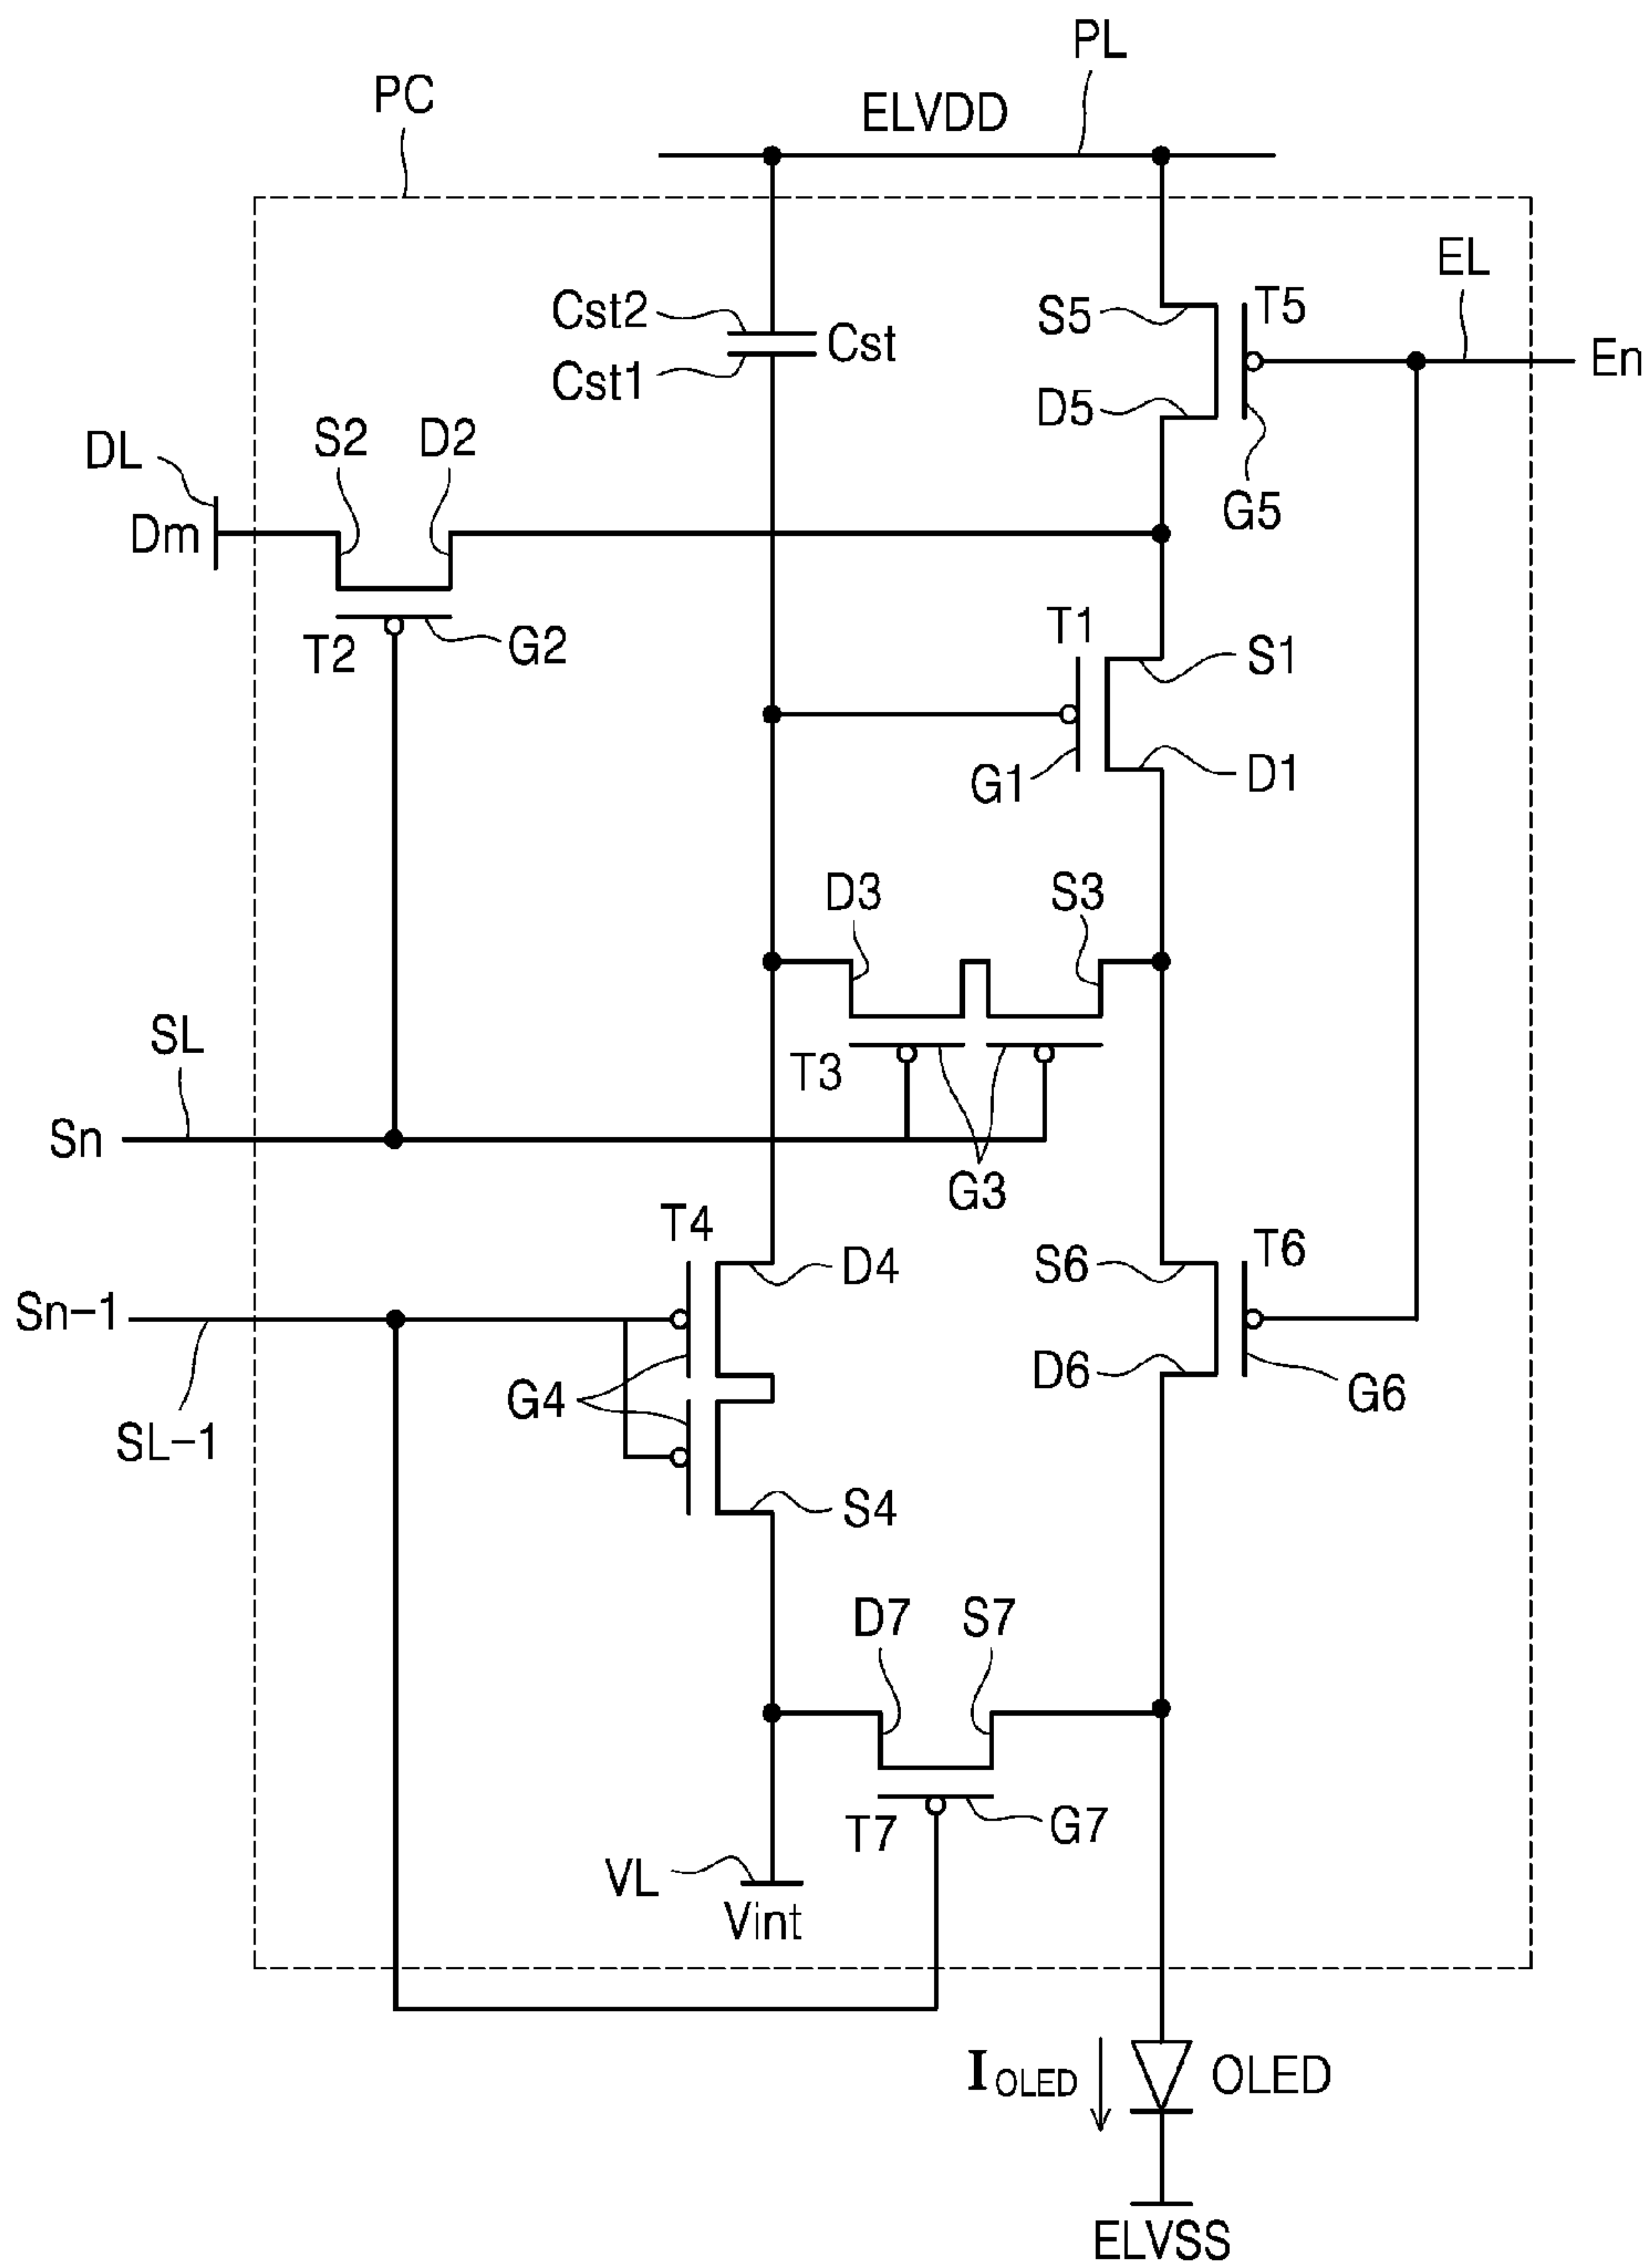 PL
PC
ELVDD
EL
Cst2
S5
T5
Cst
En
Cst1
D5
DL
S2
D2
G5
Dm
T1
T2
G2
S1
G1
D1
D3
S3
SL
T3
Sn
G3
T4
D4
S6
T6
Sn-1
D6
G4
G6
SL-1
S4
D7
S7
T7
G7
VL
Vint
IOLED
OLED
ELVSS